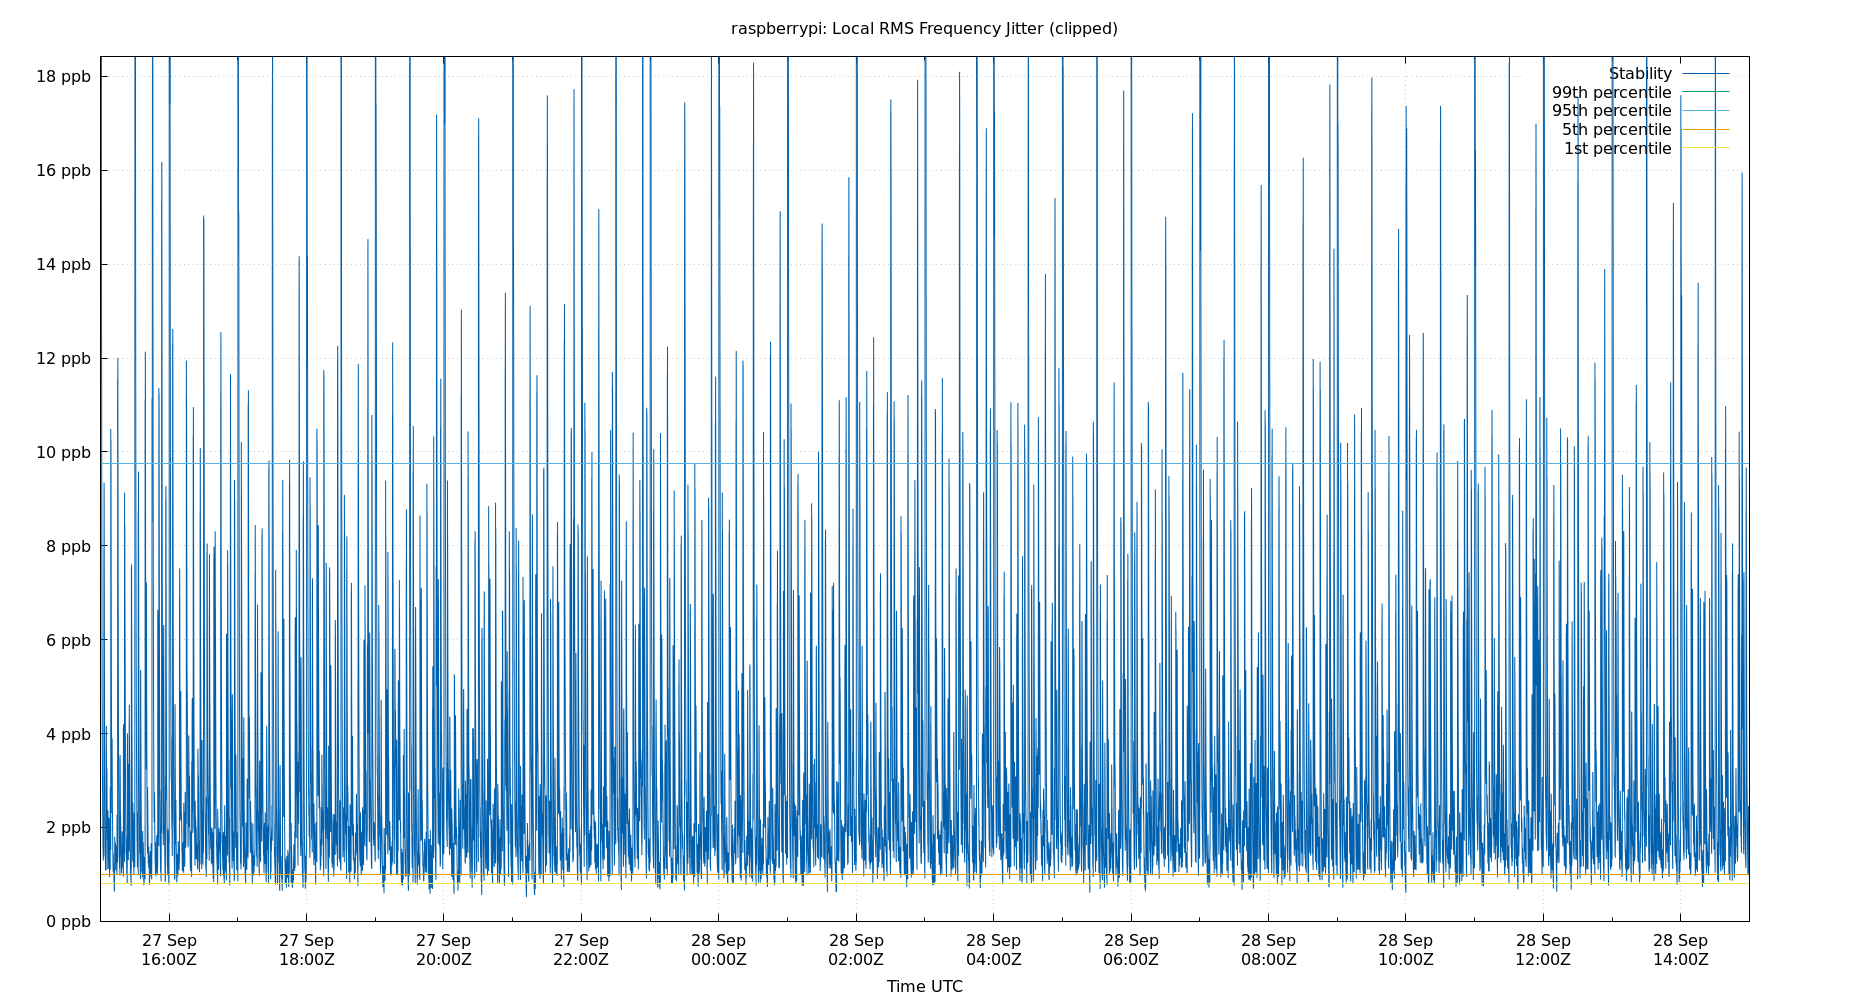 raspberrypi: Local RMS Frequency Jitter (clipped)
18 ppb
16 ppb
14 ppb
12 ppb
10 ppb
8 ppb
6 ppb
4 ppb
2 ppb
0 ppb
Stability
99th percentile
95th percentile
5th percentile
1st percentile
27 Sep
16:00Z
27 Sep
18:00Z
27 Sep
20:00Z
27 Sep
22:00Z
28 Sep
00:00Z
28 Sep
02:00Z
28 Sep
04:00Z
28 Sep
06:00Z
28 Sep
08:00Z
28 Sep
10:00Z
28 Sep
12:00Z
28 Sep
14:00Z
Time UTC